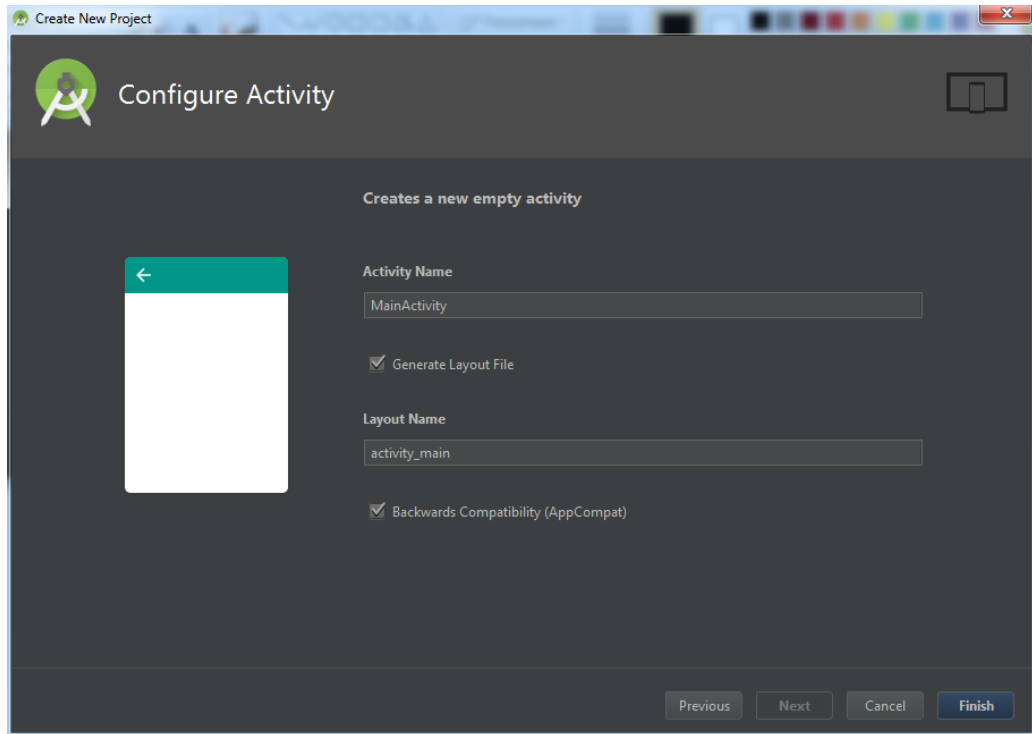 Create New Project
Configure Activity
Creates a new empty activity
Activity Name
MainActivity
Generate Layout File
Layout Name
activity_main
Backwards Compatibility (AppCompat)
Previous Next Cancel Finish